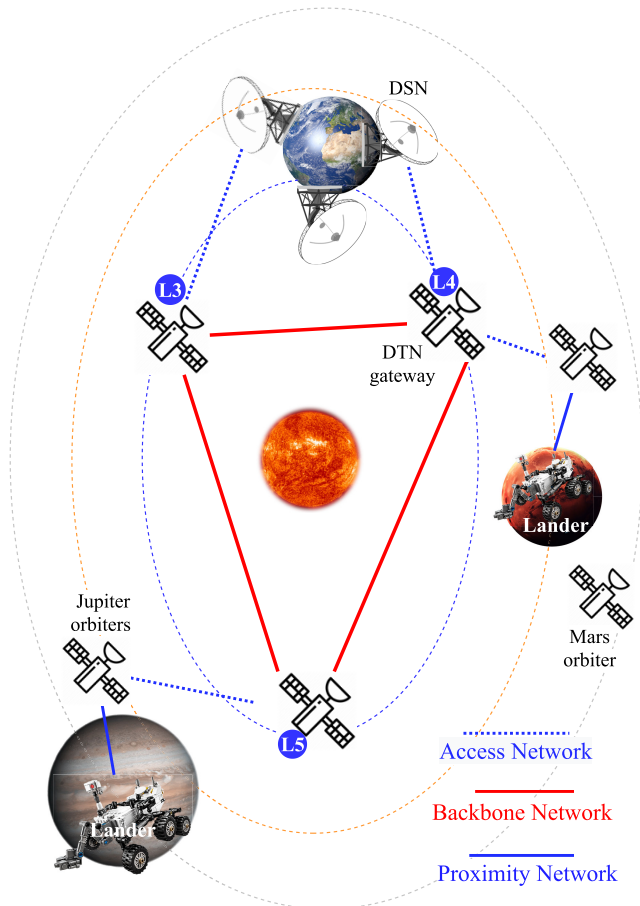 DSN
L3
L4
DTN
gateway
Lander
Jupiter
orbiters
Mars
orbiter
L5
Access Network
Lander
Backbone Network
Proximity Network